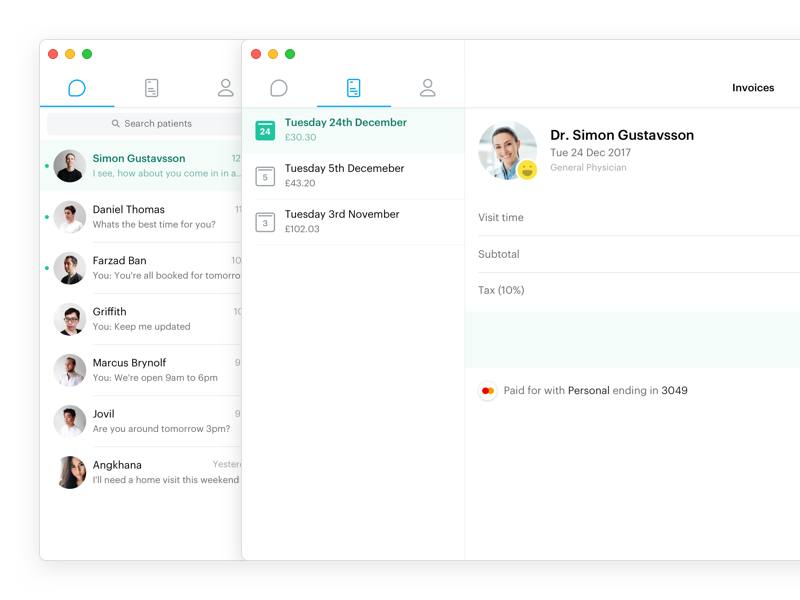 Search patients
Simon Gustavsson 12
I see, how about you come in in a...
Daniel Thomas 11
Whats the best time for you?
Farzad Ban 10
You: You're all booked for tomorro
Griffith 10
You: Keep me updated
Marcus Brynolf 9
You: We're open 9am to 6pm
Jovil 9
Are you around tomorrow 3pm?
Angkhana Yester
I'll need a home visit this weekend
24
Tuesday 24th December
£30.30
5
Tuesday 5th Decemeber
£43.20
3
Tuesday 3rd November
£102.03
Invoices
Dr. Simon Gustavsson
Tue 24 Dec 2017
General Physician
Visit time
Subtotal
Tax (10%)
Paid for with Personal ending in 3049